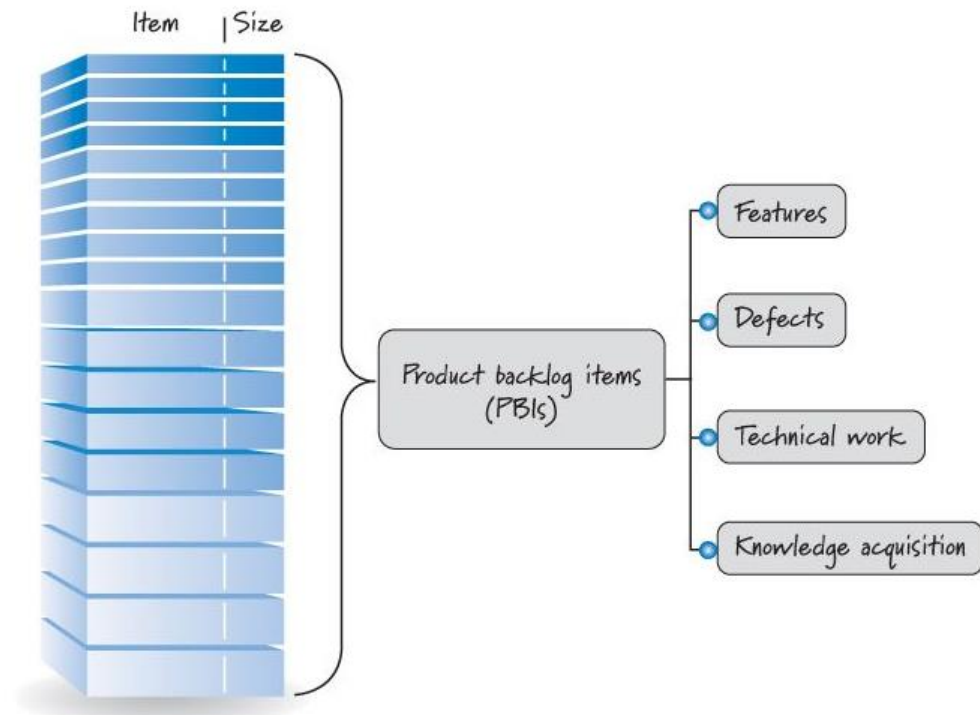 Item | Size
Features
Defects
Product backlog items
(PBIs)
Technical work
Knowledge acquisition